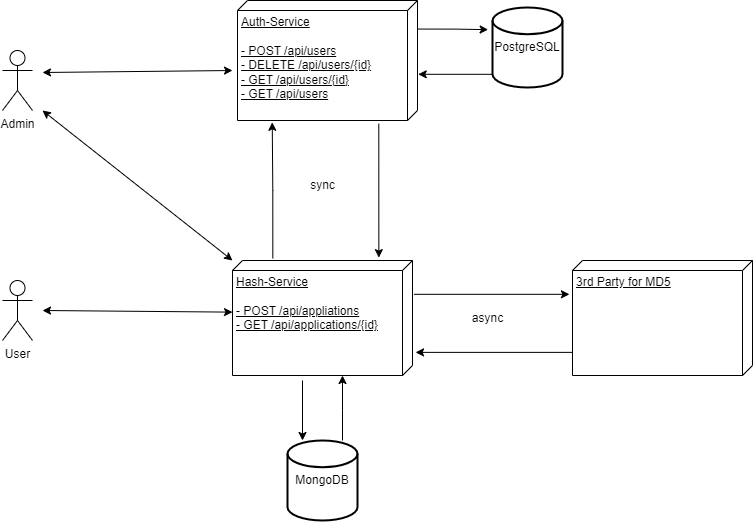 Auth-Service
- POST /api/users
- DELETE /api/users/{id}
- GET /api/users/{id}
- GET /api/users
PostgreSQL
Admin
sync
Hash-Service
- POST /api/appliations
- GET /api/applications/{id}
3rd Party for MD5
async
User
MongoDB